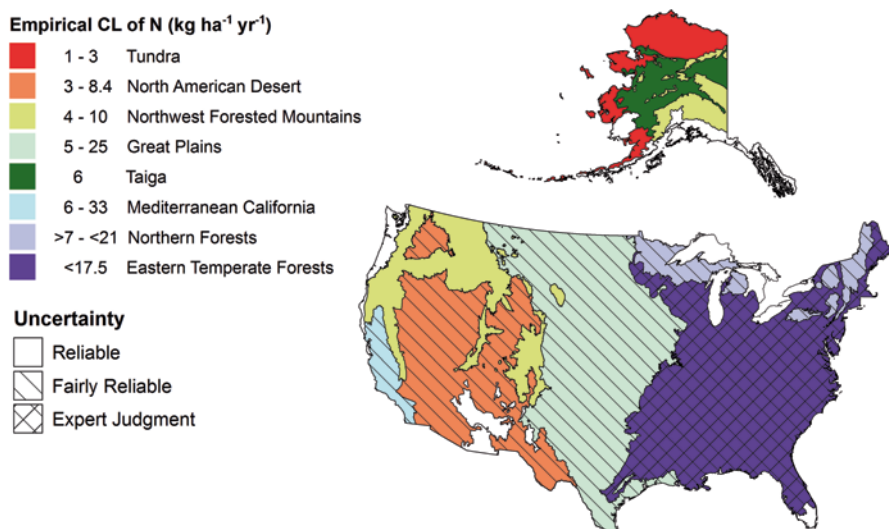 Empirical CL of N (kg ha⁻¹ yr⁻¹)
1 - 3 Tundra
3 - 8.4 North American Desert
4 - 10 Northwest Forested Mountains
5 - 25 Great Plains
6 Taiga
6 - 33 Mediterranean California
>7 - <21 Northern Forests
<17.5 Eastern Temperate Forests
Uncertainty
Reliable
Fairly Reliable
Expert Judgment